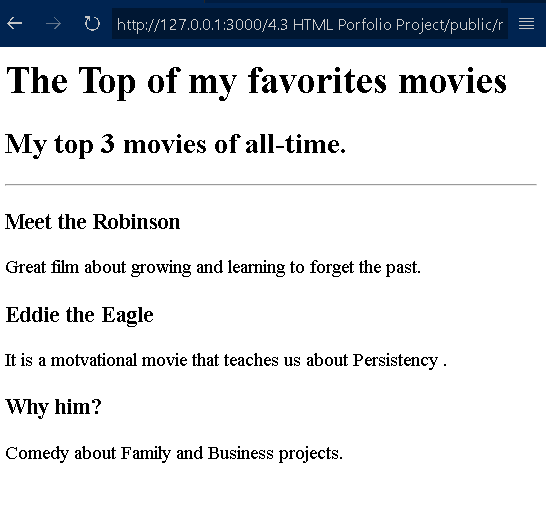 http://127.0.0.1:3000/4.3 HTML Porfolio Project/public/r
The Top of my favorites movies
My top 3 movies of all-time.
Meet the Robinson
Great film about growing and learning to forget the past.
Eddie the Eagle
It is a motvational movie that teaches us about Persistency .
Why him?
Comedy about Family and Business projects.